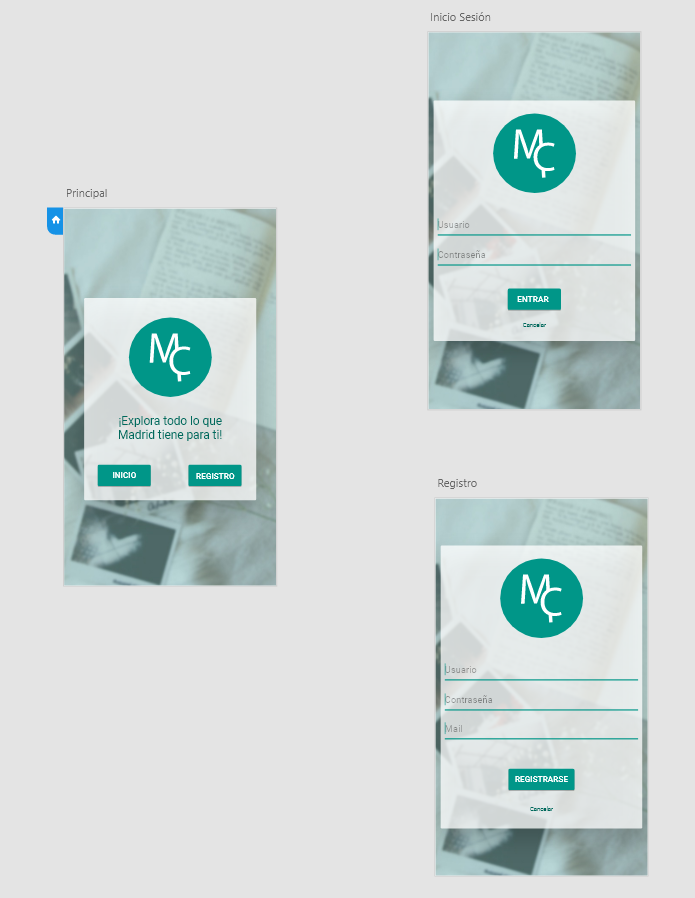 Inicio Sesión
MÇ
Usuario
Contraseña
ENTRAR
Cancelar
Principal
MÇ
¡Explora todo lo que
Madrid tiene para ti!
INICIO
REGISTRO
Registro
MÇ
Usuario
Contraseña
Mail
REGISTRARSE
Cancelar